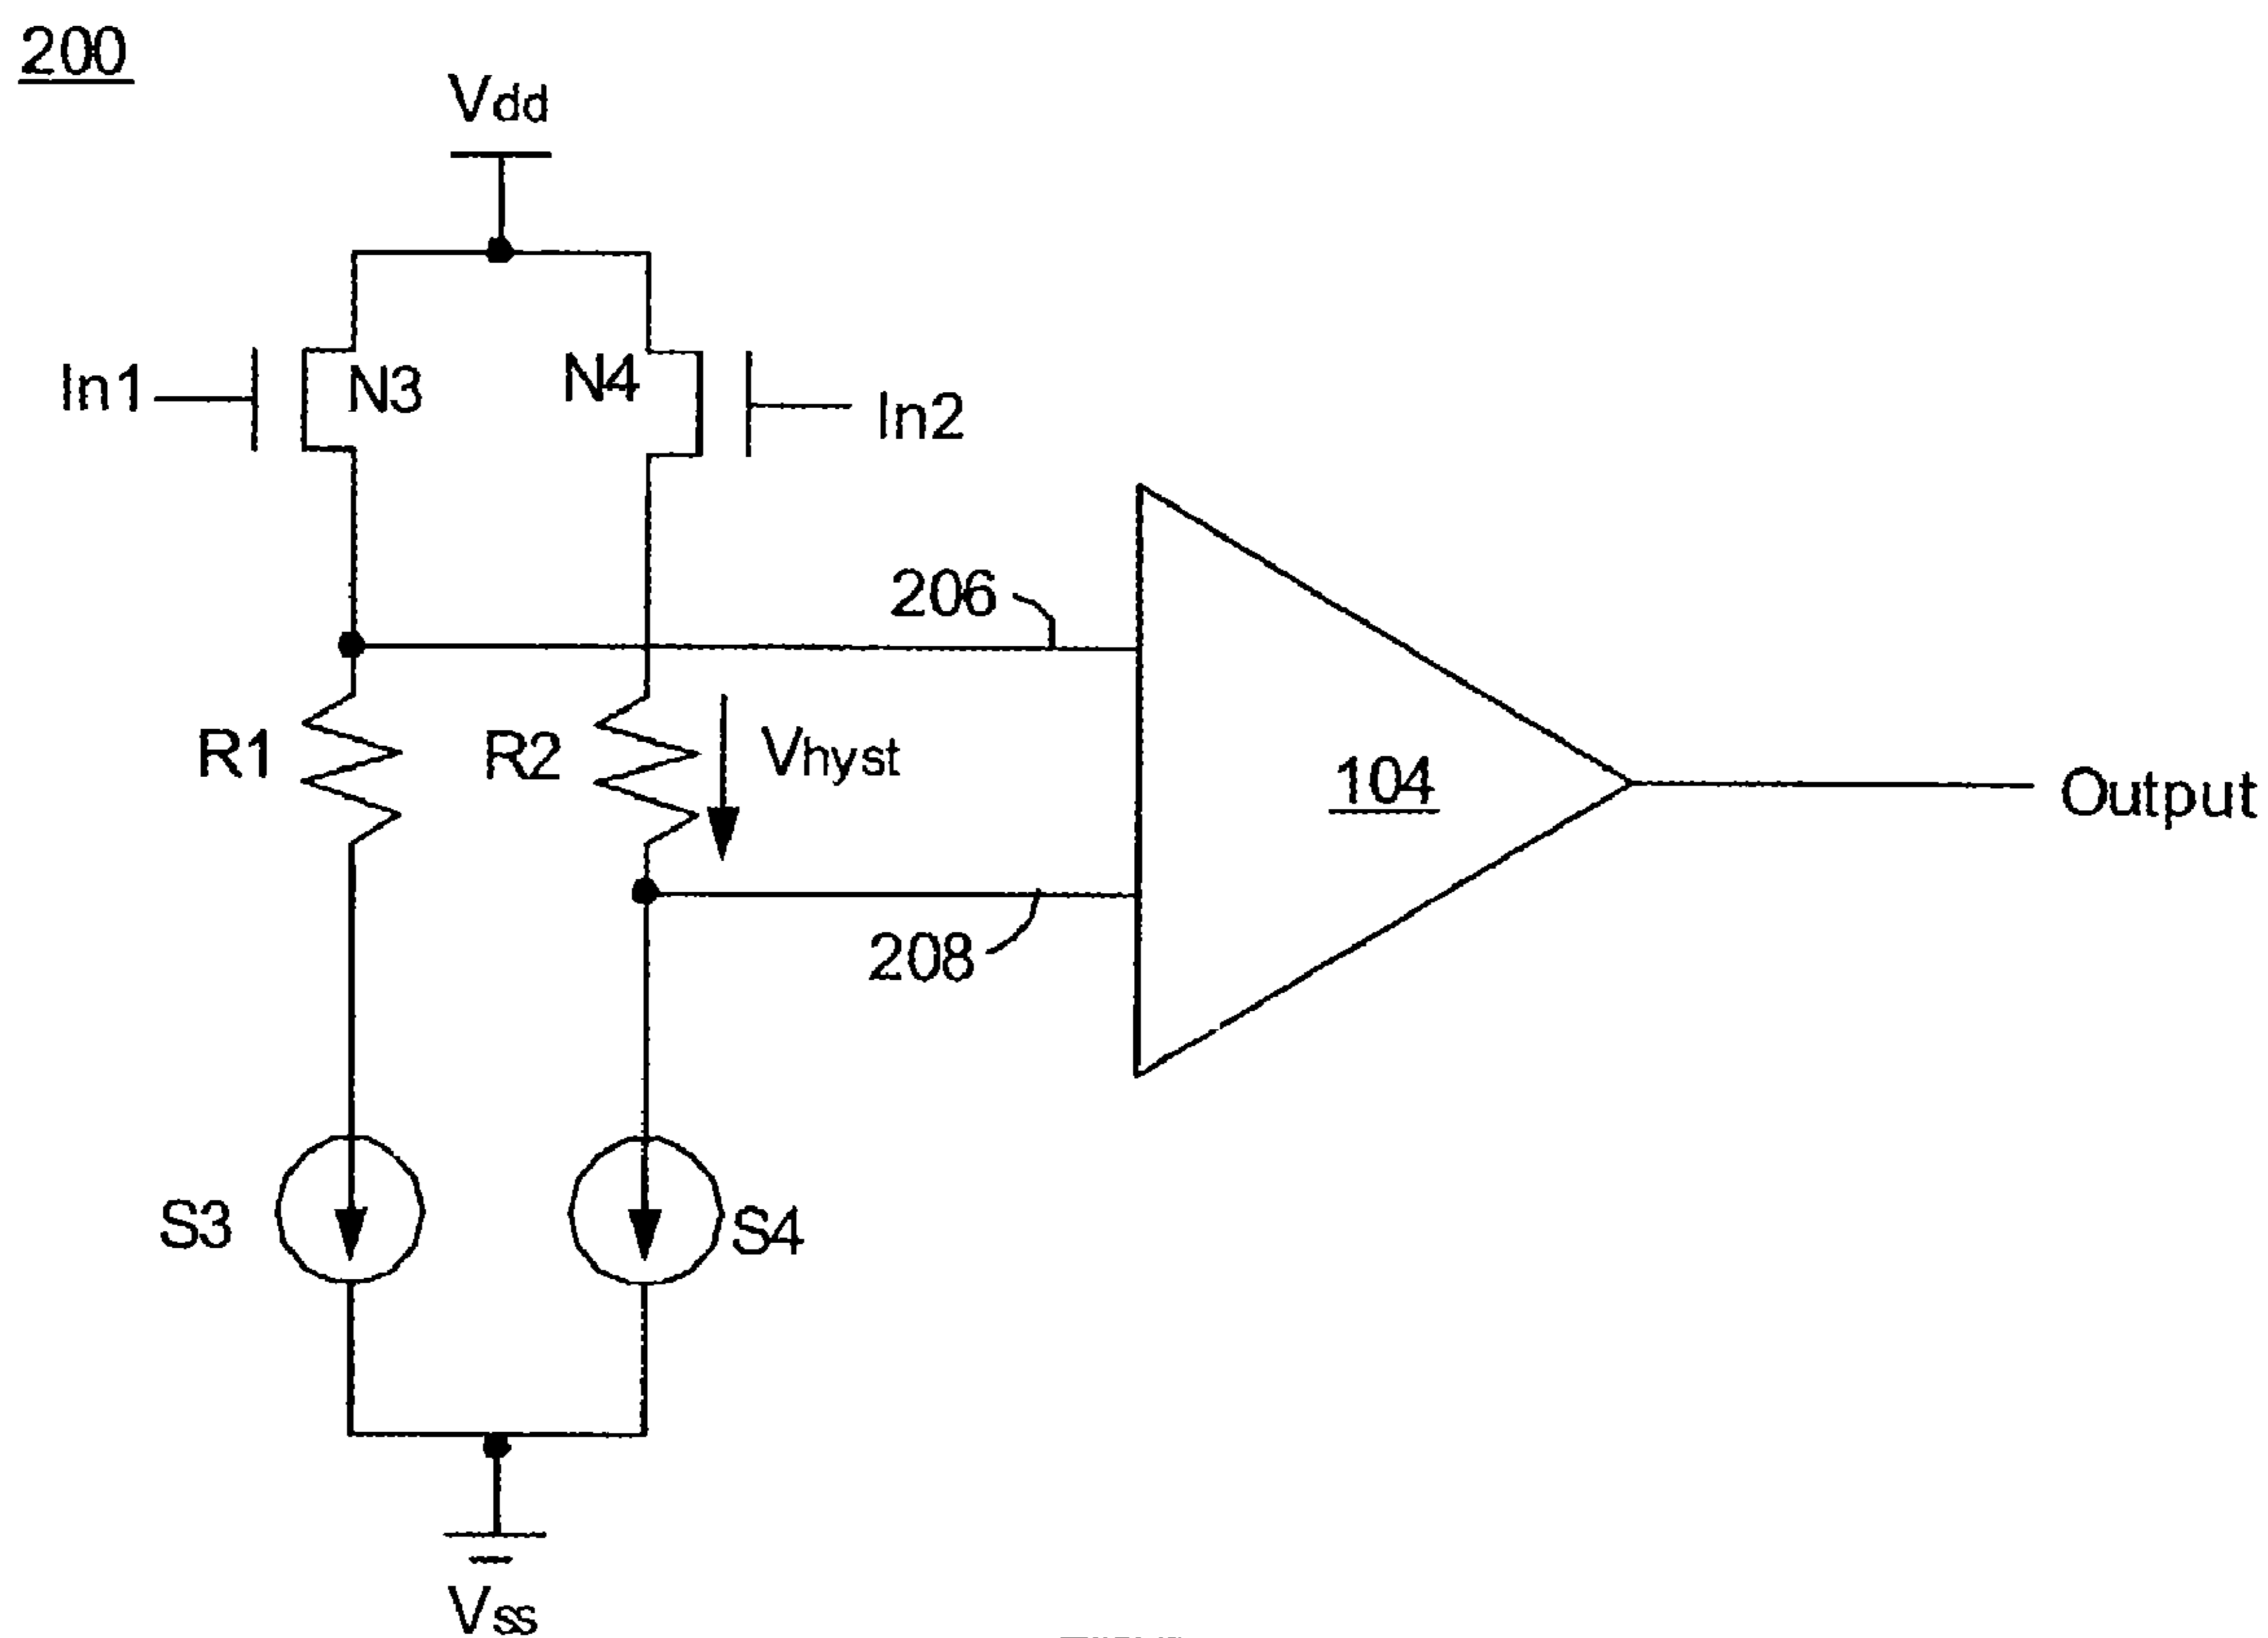 200
Vdd
In1
N3
N4
In2
206
R1
R2
Vhyst
104
Output
208
S3
S4
Vss